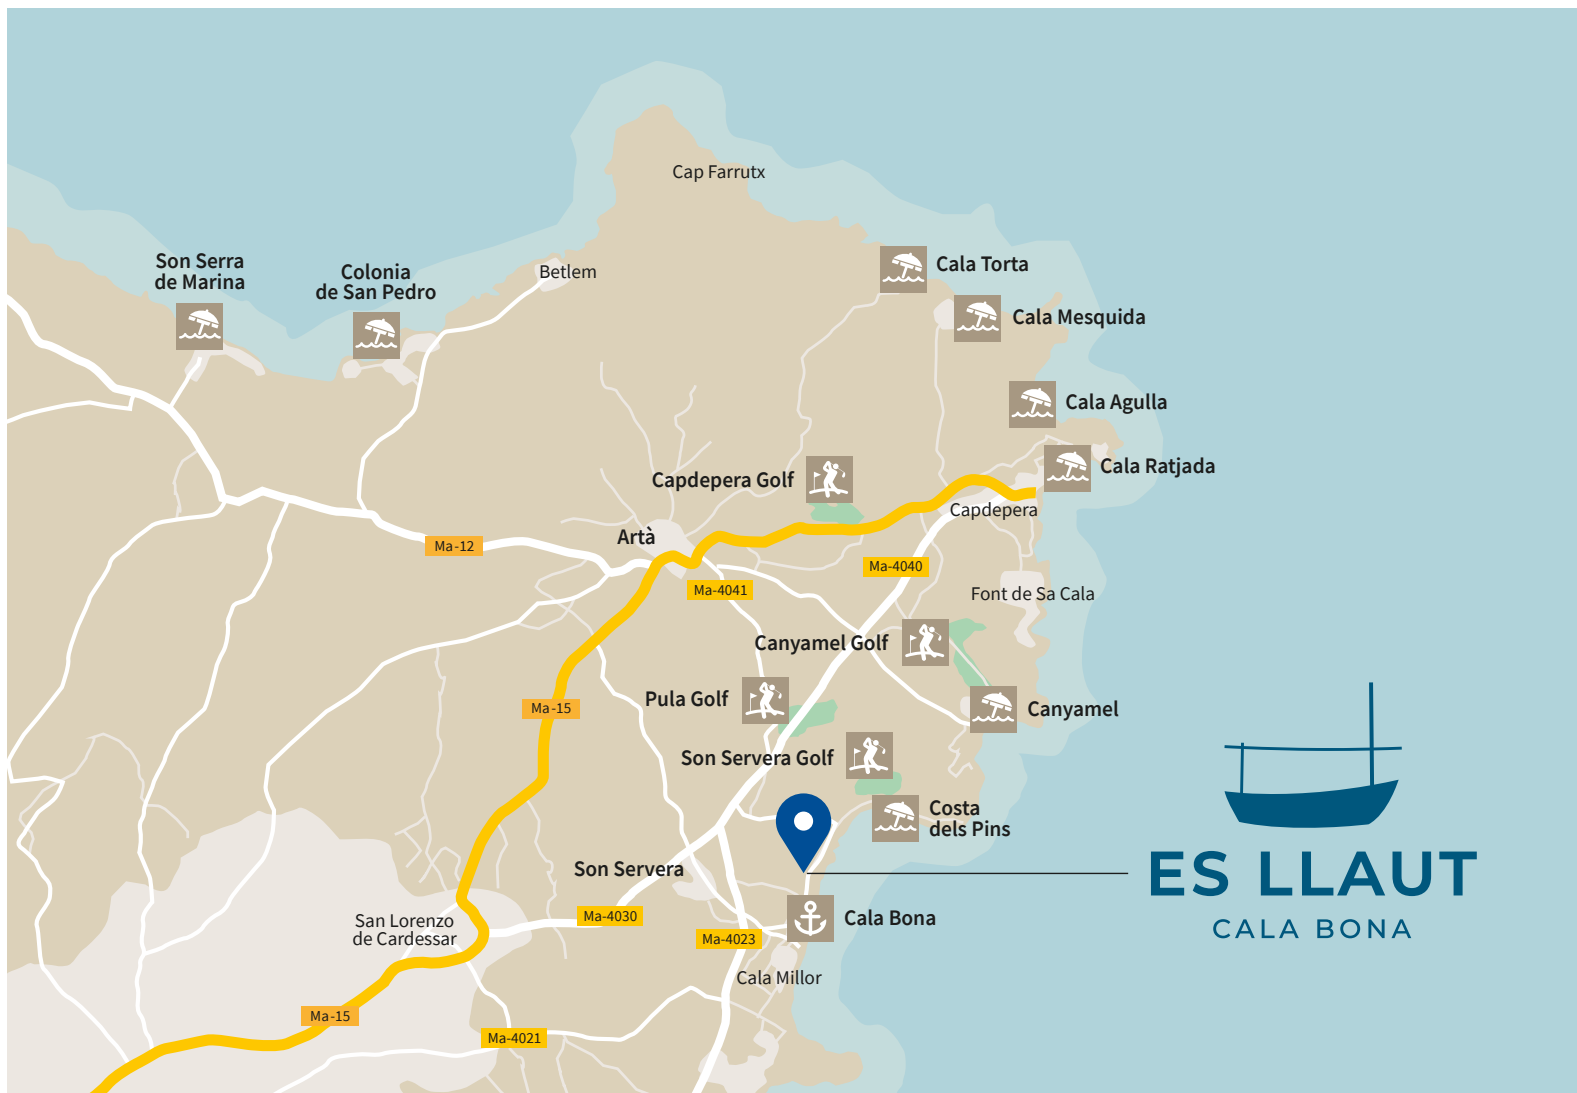 Cap Farrutx
Son Serra
de Marina
Colonia
de San Pedro
Betlem
Cala Torta
Cala Mesquida
Cala Agulla
Cala Ratjada
Capdepera Golf
Capdepera
Artà
Ma-12
Ma-4040
Ma-4041
Font de Sa Cala
Canyamel Golf
Pula Golf
Ma-15
Canyamel
Son Servera Golf
Costa
dels Pins
Son Servera
ES LLAUT
CALA BONA
San Lorenzo
de Cardessar
Ma-4030
Cala Bona
Ma-4023
Cala Millor
Ma-15
Ma-4021